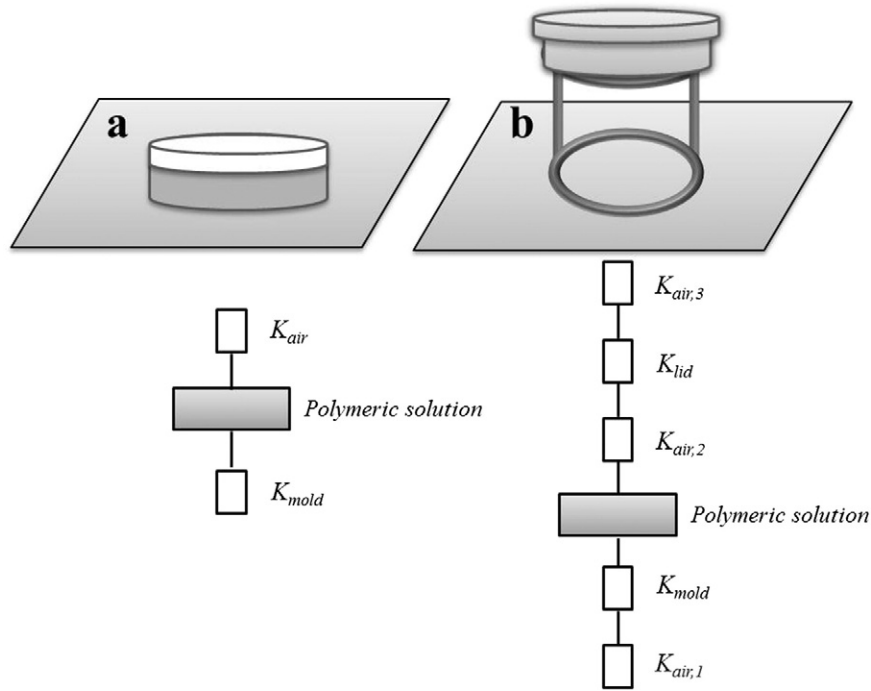 a
K_air
Polymeric solution
K_mold
b
K_air,3
K_lid
K_air,2
Polymeric solution
K_mold
K_air,1